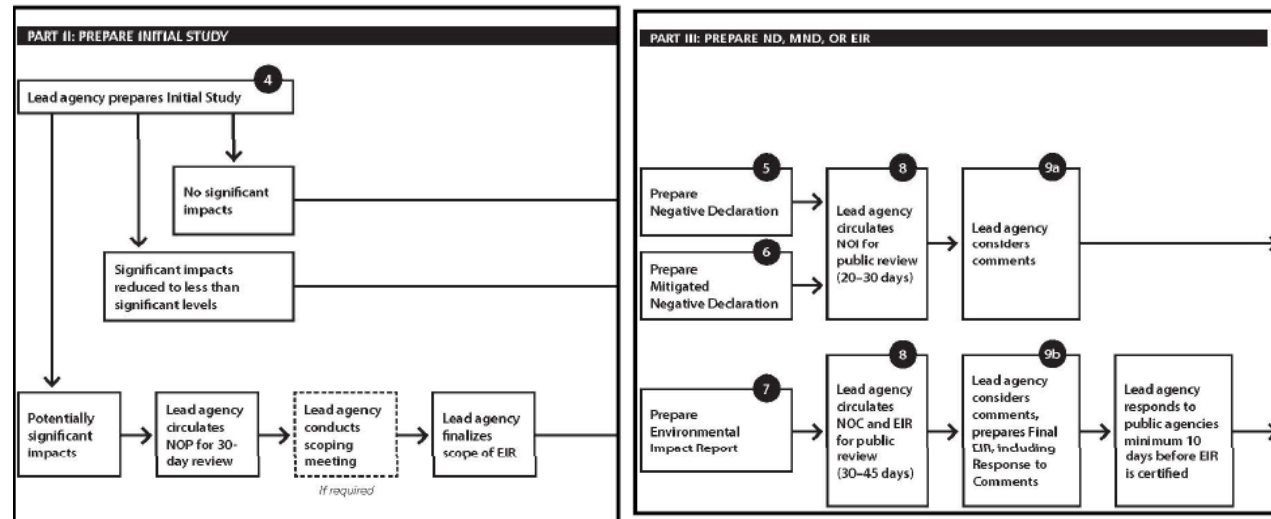 PART II: PREPARE INITIAL STUDY
4
Lead agency prepares Initial Study
No significant
impacts
Significant impacts
reduced to less than
significant levels
Potentially
significant
impacts
Lead agency
circulates
NOP for 30-
day review
Lead agency
conducts
scoping
meeting
If required
Lead agency
finalizes
scope of EIR
PART III: PREPARE ND, MND, OR EIR
5
Prepare
Negative Declaration
6
Prepare
Mitigated
Negative Declaration
8
Lead agency
circulates
NOI for
public review
(20–30 days)
9a
Lead agency
considers
comments
7
Prepare
Environmental
Impact Report
8
Lead agency
circulates
NOC and EIR
for public
review
(30–45 days)
9b
Lead agency
considers
comments,
prepares Final
EIR, including
Response to
Comments
Lead agency
responds to
public agencies
minimum 10
days before EIR
is certified